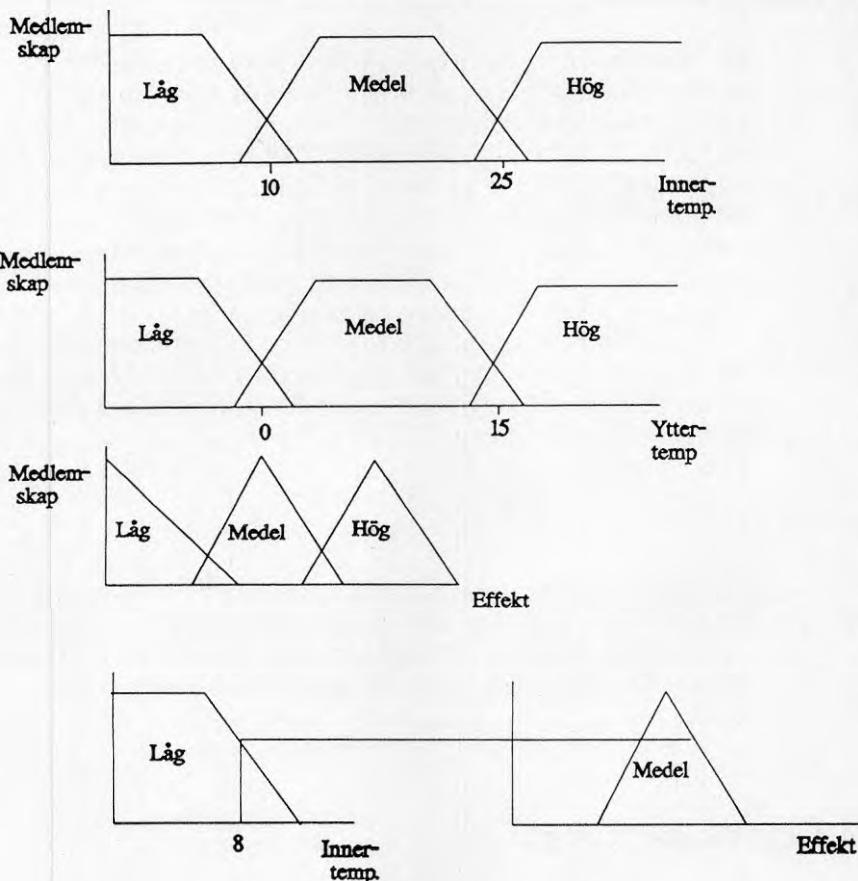 Medlem-
skap
Låg
Medel
Hög
10
25
Inner-
temp.
Medlem-
skap
Låg
Medel
Hög
0
15
Ytter-
temp
Medlem-
skap
Låg
Medel
Hög
Effekt
Låg
Medel
8
Inner-
temp.
Effekt